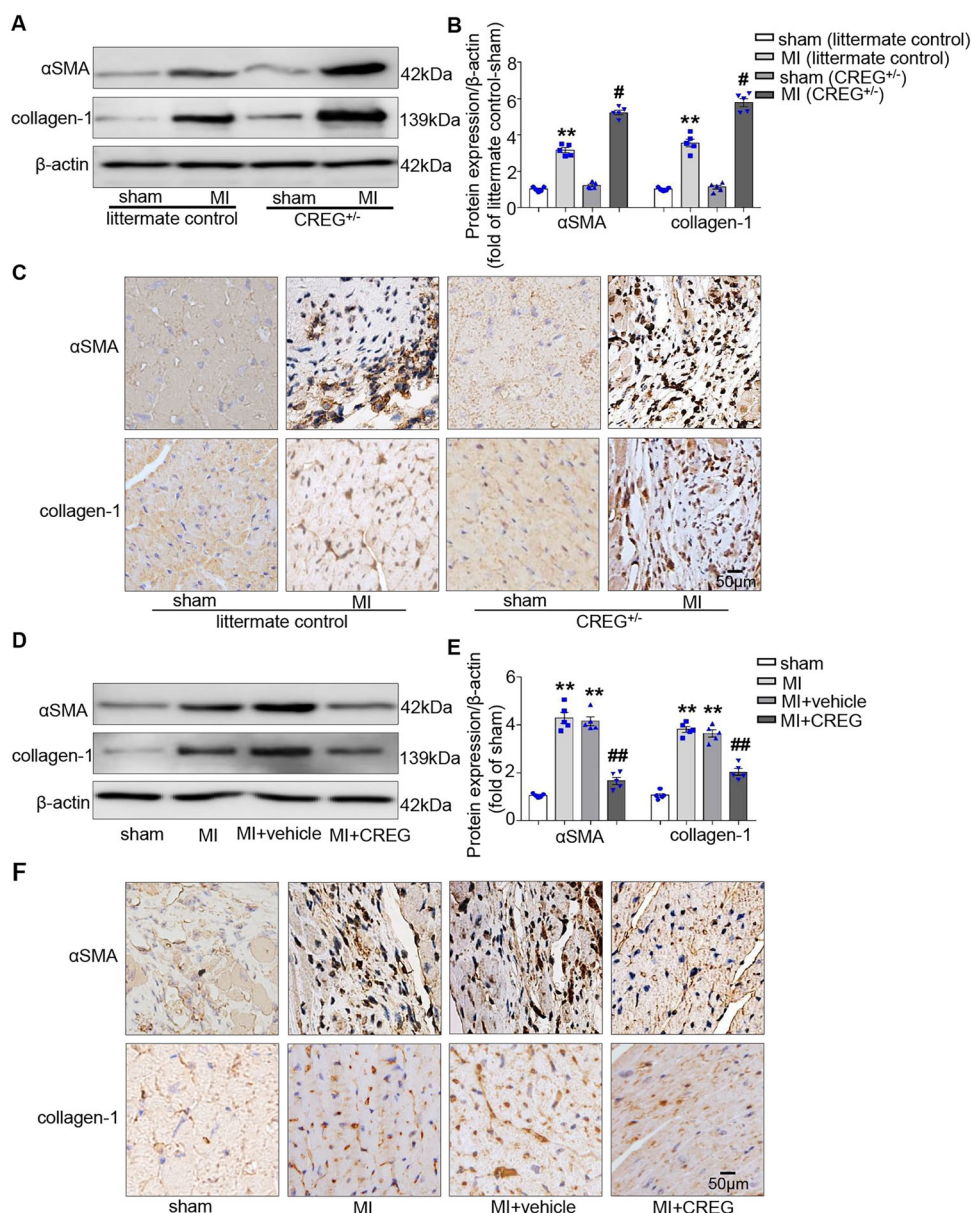 A
αSMA
42kDa
collagen-1
139kDa
β-actin
42kDa
sham MI sham MI
littermate control CREG+/-
B
Protein expression/β-actin
(fold of littermate control-sham)
8
6
4
2
0
** # ** #
αSMA collagen-1
sham (littermate control)
MI (littermate control)
sham (CREG+/-)
MI (CREG+/-)
C
αSMA
collagen-1
50μm
sham MI sham MI
littermate control CREG+/-
D
αSMA
42kDa
collagen-1
139kDa
β-actin
42kDa
sham MI MI+vehicle MI+CREG
E
Protein expression/β-actin
(fold of sham)
6
4
2
0
** ** ## ** ** ##
αSMA collagen-1
sham
MI
MI+vehicle
MI+CREG
F
αSMA
collagen-1
50μm
sham MI MI+vehicle MI+CREG